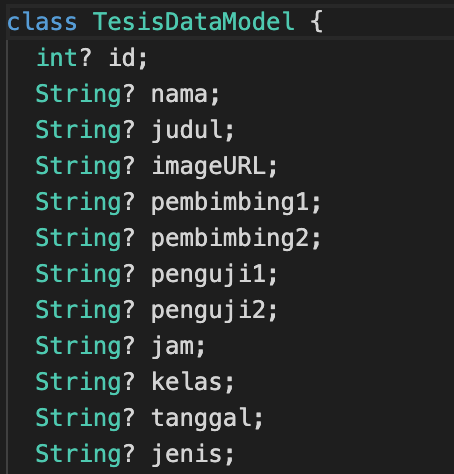 class TesisDataModel {
int? id;
String? nama;
String? judul;
String? imageURL;
String? pembimbing1;
String? pembimbing2;
String? penguji1;
String? penguji2;
String? jam;
String? kelas;
String? tanggal;
String? jenis;